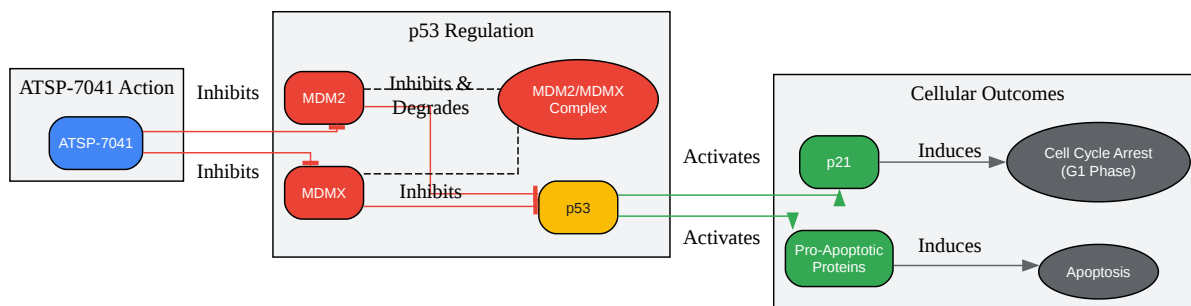 ATSP-7041 Action
ATSP-7041
Inhibits
Inhibits
p53 Regulation
MDM2
Inhibits &
Degrades
MDM2/MDMX
Complex
MDMX
Inhibits
p53
Activates
Activates
Cellular Outcomes
p21
Induces
Cell Cycle Arrest
(G1 Phase)
Pro-Apoptotic
Proteins
Induces
Apoptosis